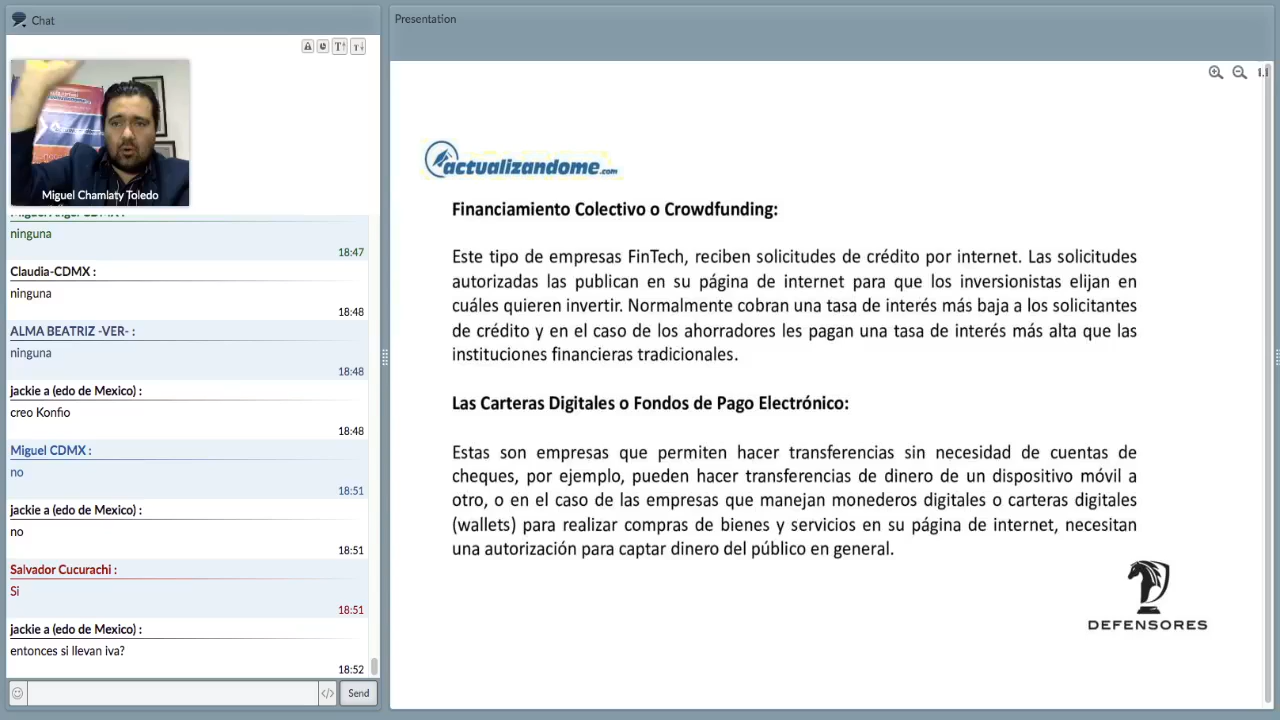 Chat
Miguel Chamlaty Toledo
Miguel Angel CDMX :
ninguna
18:47
Claudia-CDMX :
ninguna
18:48
ALMA BEATRIZ -VER- :
ninguna
18:48
jackie a (edo de Mexico) :
creo Konfio
18:48
Miguel CDMX :
no
18:51
jackie a (edo de Mexico) :
no
18:51
Salvador Cucurachi :
Si
18:51
jackie a (edo de Mexico) :
entonces si llevan iva?
18:52
Send
Presentation
actualizandome.com
Financiamiento Colectivo o Crowdfunding:
Este tipo de empresas FinTech, reciben solicitudes de crédito por internet. Las solicitudes
autorizadas las publican en su página de internet para que los inversionistas elijan en
cuáles quieren invertir. Normalmente cobran una tasa de interés más baja a los solicitantes
de crédito y en el caso de los ahorradores les pagan una tasa de interés más alta que las
instituciones financieras tradicionales.
Las Carteras Digitales o Fondos de Pago Electrónico:
Estas son empresas que permiten hacer transferencias sin necesidad de cuentas de
cheques, por ejemplo, pueden hacer transferencias de dinero de un dispositivo móvil a
otro, o en el caso de las empresas que manejan monederos digitales o carteras digitales
(wallets) para realizar compras de bienes y servicios en su página de internet, necesitan
una autorización para captar dinero del público en general.
DEFENSORES